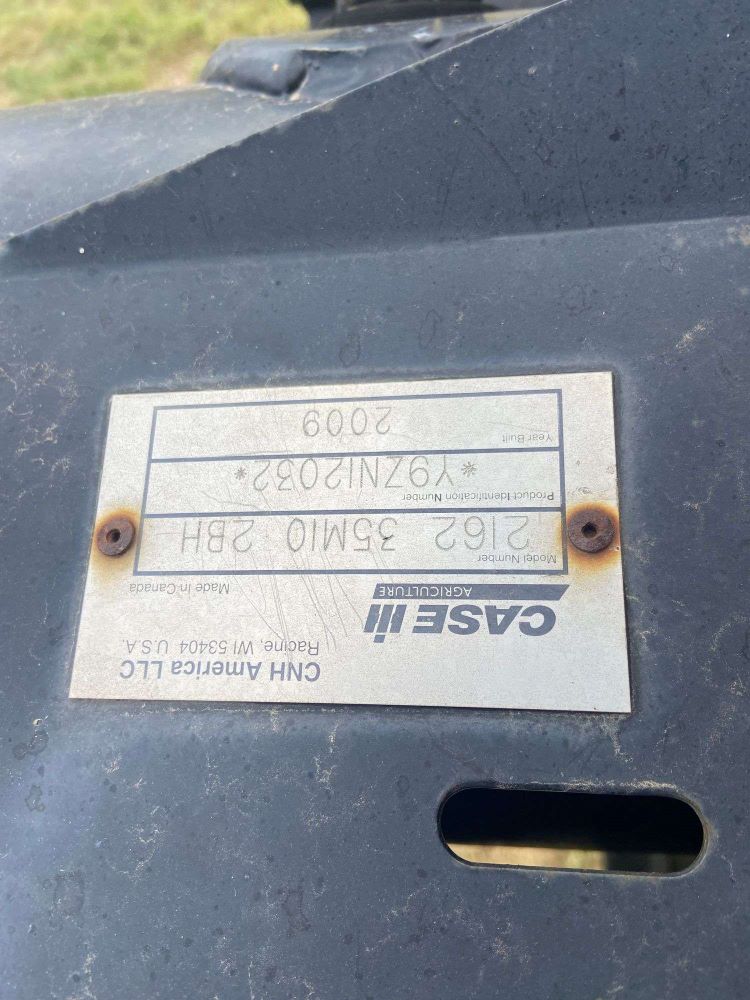 CNH America LLC
Racine, WI 53404 U.S.A.
CASE III
AGRICULTURE
Made in Canada
Model Number
2162 35M10 2BH
Product Identification Number
*Y9ZN12032*
Year Built
2009